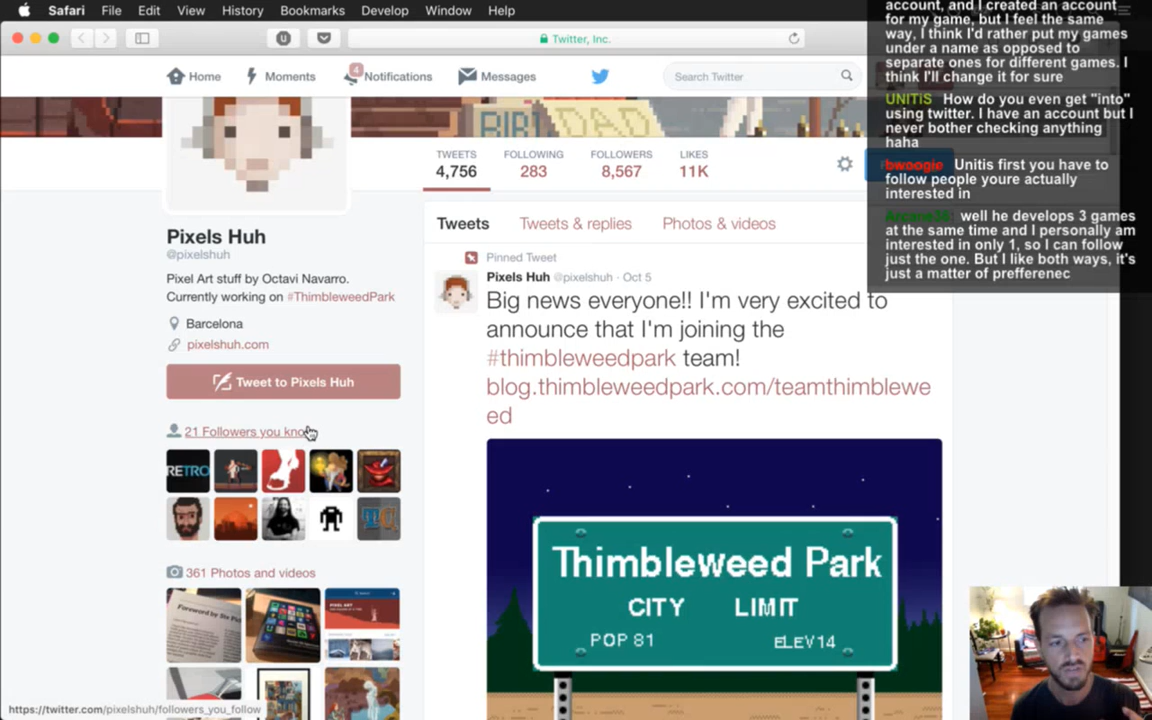 Safari File Edit View History Bookmarks Develop Window Help
Twitter, Inc.
Home Moments 4 Notifications Messages Search Twitter
TWEETS FOLLOWING FOLLOWERS LIKES
4,756 283 8,567 11K
Pixels Huh
@pixelshuh
Pixel Art stuff by Octavi Navarro.
Currently working on #ThimbleweedPark
Barcelona
pixelshuh.com
Tweet to Pixels Huh
21 Followers you kno
RETRO
361 Photos and videos
Tweets Tweets & replies Photos & videos
Pinned Tweet
Pixels Huh @pixelshuh · Oct 5
Big news everyone!! I'm very excited to
announce that I'm joining the
#thimbleweedpark team!
blog.thimbleweedpark.com/teamthimblewe
ed
Thimbleweed Park
CITY LIMIT
POP 81 ELEV 14
account, and I created an account
for my game, but I feel the same
way, I think I'd rather put my games
under a name as opposed to
separate ones for different games. I
think I'll change it for sure
UNiTiS How do you even get "into"
using twitter. I have an account but I
never bother checking anything
haha
bwoogie Unitis first you have to
follow people youre actually
interested in
Arcane36: well he develops 3 games
at the same time and I personally am
interested in only 1, so I can follow
just the one. But I like both ways, it's
just a matter of prefferenec
https://twitter.com/pixelshuh/followers_you_follow